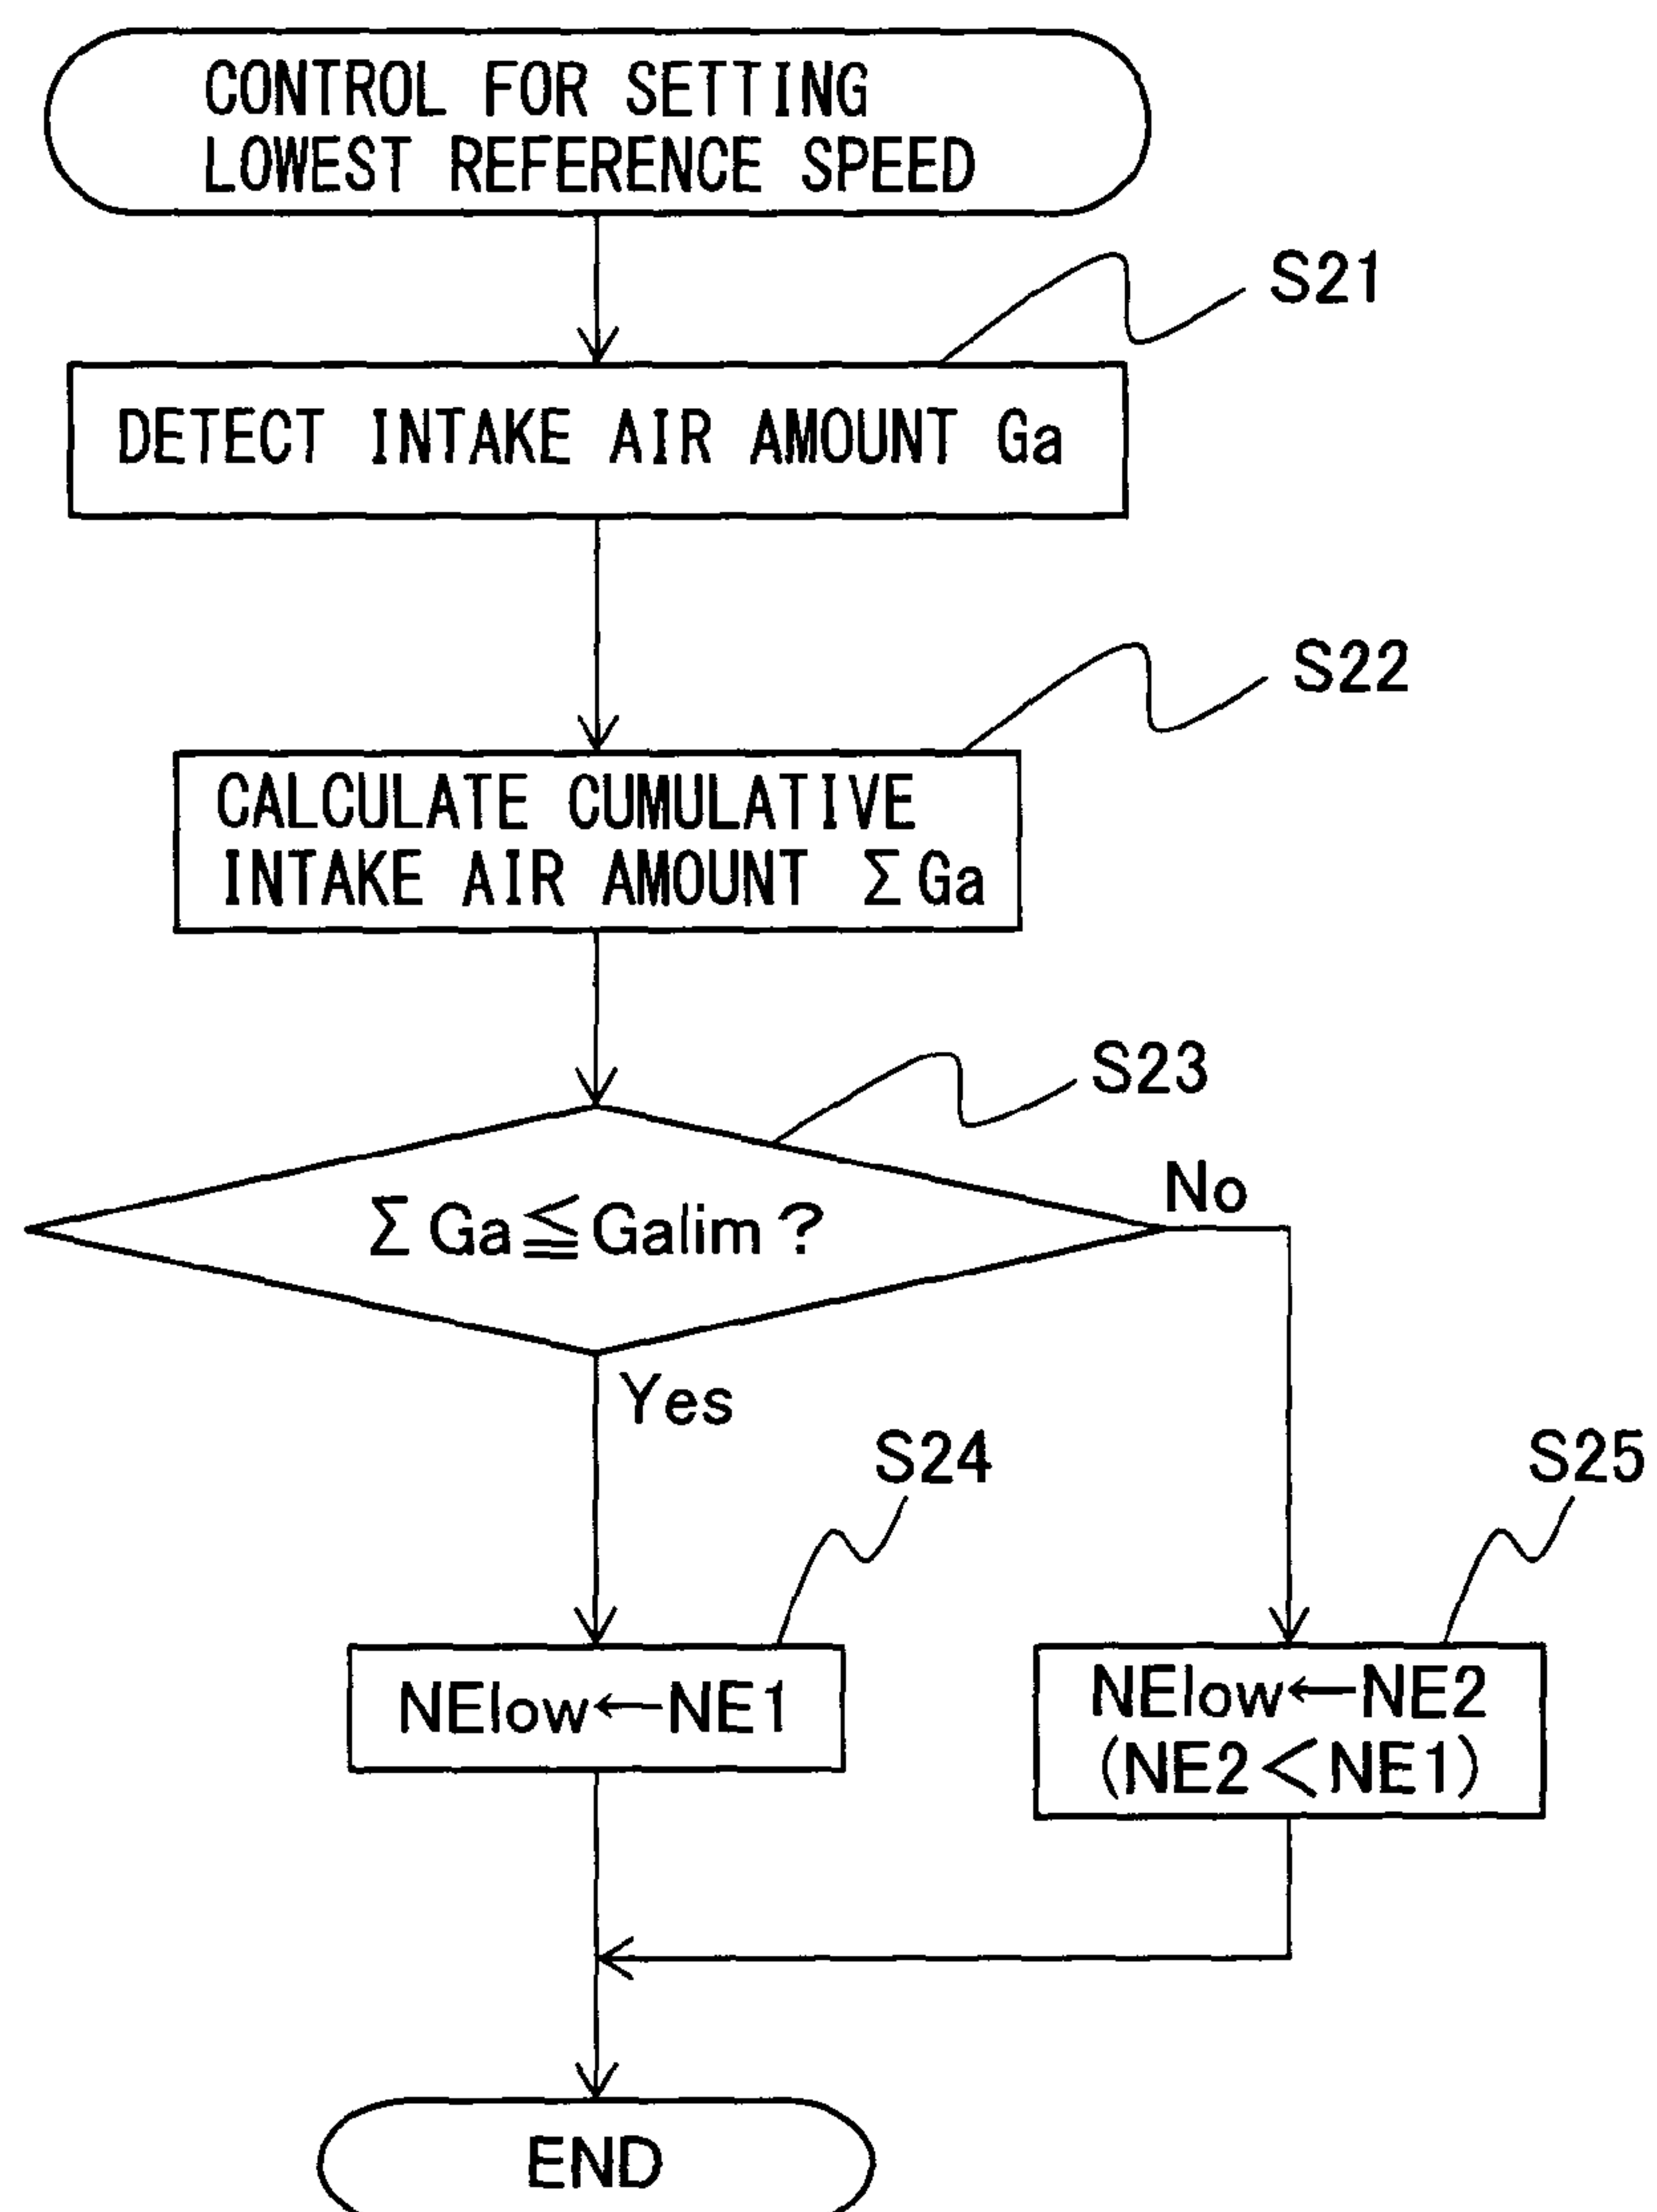 CONTROL FOR SETTING
LOWEST REFERENCE SPEED
S21
DETECT INTAKE AIR AMOUNT Ga
S22
CALCULATE CUMULATIVE
INTAKE AIR AMOUNT ΣGa
S23
ΣGa≦Galim?
No
Yes
S24
S25
NElow←NE1
NElow←NE2
(NE2<NE1)
END